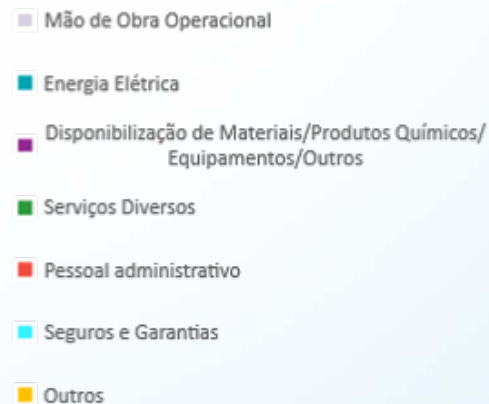 Mão de Obra Operacional
Energia Elétrica
Disponibilização de Materiais/Produtos Químicos/
Equipamentos/Outros
Serviços Diversos
Pessoal administrativo
Seguros e Garantias
Outros